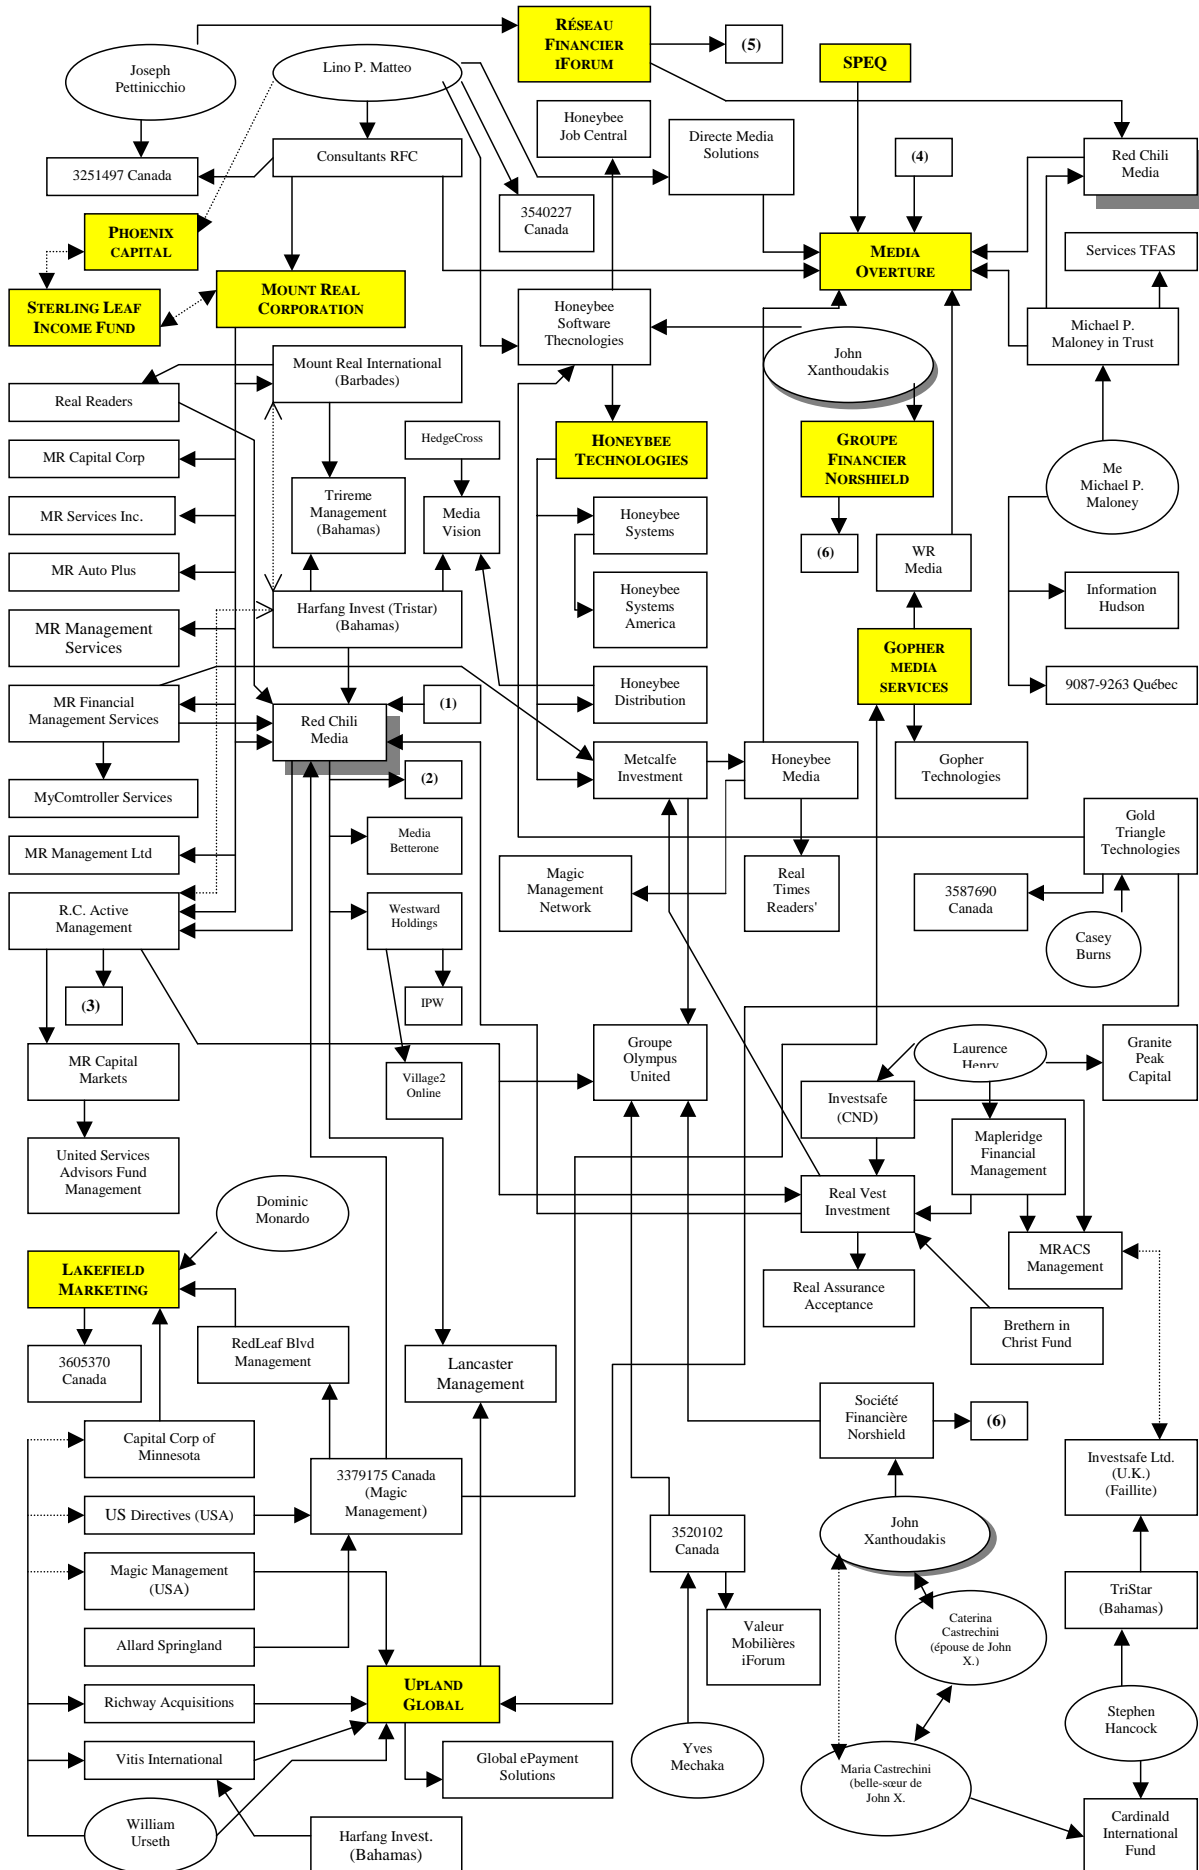 RÉSEAU
FINANCIER
IFORUM
(5)
SPEQ
Joseph
Pettinicchio
Lino P. Matteo
Honeybee
Job Central
Directe Media
Solutions
(4)
Red Chili
Media
Consultants RFC
3251497 Canada
3540227
Canada
PHOENIX
CAPITAL
MEDIA
OVERTURE
Services TFAS
STERLING LEAF
INCOME FUND
MOUNT REAL
CORPORATION
Honeybee
Software
Thecnologies
Michael P.
Maloney in Trust
John
Xanthoudakis
Mount Real International
(Barbades)
Real Readers
HedgeCross
HONEYBEE
TECHNOLOGIES
GROUPE
FINANCIER
NORSHIELD
MR Capital Corp
Me
Michael P.
Maloney
Trireme
Management
(Bahamas)
Media
Vision
MR Services Inc.
Honeybee
Systems
(6)
WR
Media
MR Auto Plus
Honeybee
Systems
America
Information
Hudson
Harfang Invest (Tristar)
(Bahamas)
MR Management
Services
GOPHER
MEDIA
SERVICES
Honeybee
Distribution
9087-9263 Québec
MR Financial
Management Services
Red Chili
Media
(1)
Metcalfe
Investment
Honeybee
Media
Gopher
Technologies
(2)
MyComtroller Services
Gold
Triangle
Technologies
Media
Betterone
MR Management Ltd
Magic
Management
Network
Real
Times
Readers'
3587690
Canada
R.C. Active
Management
Westward
Holdings
Casey
Burns
(3)
IPW
MR Capital
Markets
Groupe
Olympus
United
Laurence
Henry
Granite
Peak
Capital
Village2
Online
Investsafe
(CND)
United Services
Advisors Fund
Management
Mapleridge
Financial
Management
Dominic
Monardo
Real Vest
Investment
MRACS
Management
LAKEFIELD
MARKETING
Real Assurance
Acceptance
Brethern in
Christ Fund
RedLeaf Blvd
Management
3605370
Canada
Lancaster
Management
Société
Financière
Norshield
(6)
Capital Corp of
Minnesota
3379175 Canada
(Magic
Management)
Investsafe Ltd.
(U.K.)
(Faillite)
US Directives (USA)
3520102
Canada
John
Xanthoudakis
Magic Management
(USA)
TriStar
(Bahamas)
Valeur
Mobilières
iForum
Caterina
Castrechini
(épouse de John
X.)
Allard Springland
UPLAND
GLOBAL
Richway Acquisitions
Stephen
Hancock
Yves
Mechaka
Vitis International
Global ePayment
Solutions
Maria Castrechini
(belle-sœur de
John X.
William
Urseth
Harfang Invest.
(Bahamas)
Cardinald
International
Fund